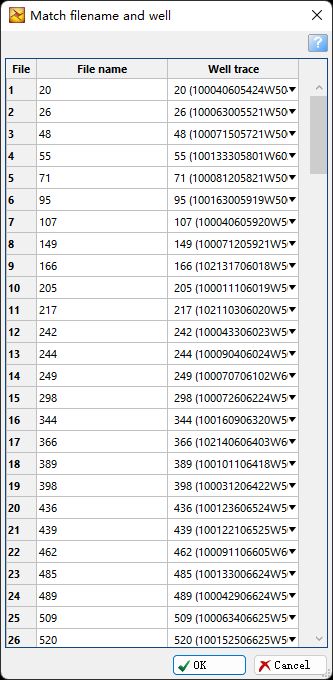 Match filename and well
?
File File name Well trace
1 20 20 (100040605424W50
2 26 26 (100063005521W50
3 48 48 (100071505721W50
4 55 55 (100133305801W60
5 71 71 (100081205821W50
6 95 95 (100163005919W50
7 107 107 (100040605920W5
8 149 149 (100071205921W5
9 166 166 (102131706018W5
10 205 205 (100011106019W5
11 217 217 (102110306020W5
12 242 242 (100043306023W5
13 244 244 (100090406024W5
14 249 249 (100070706102W6
15 298 298 (100072606224W5
16 344 344 (100160906320W5
17 366 366 (102140606403W6
18 389 389 (100101106418W5
19 398 398 (100031206422W5
20 436 436 (100123606524W5
21 439 439 (100122106525W5
22 462 462 (100091106605W6
23 485 485 (100133006624W5
24 489 489 (100042906624W5
25 509 509 (100063406625W5
26 520 520 (100152506625W5
OK Cancel